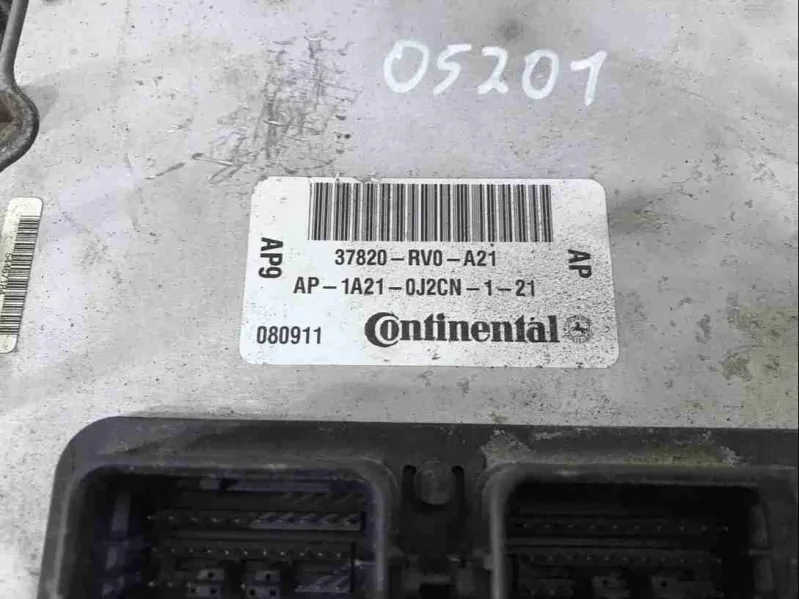 05201
37820-RV0-A21
AP9
AP
AP-1A21-0J2CN-1-21
080911
Continental